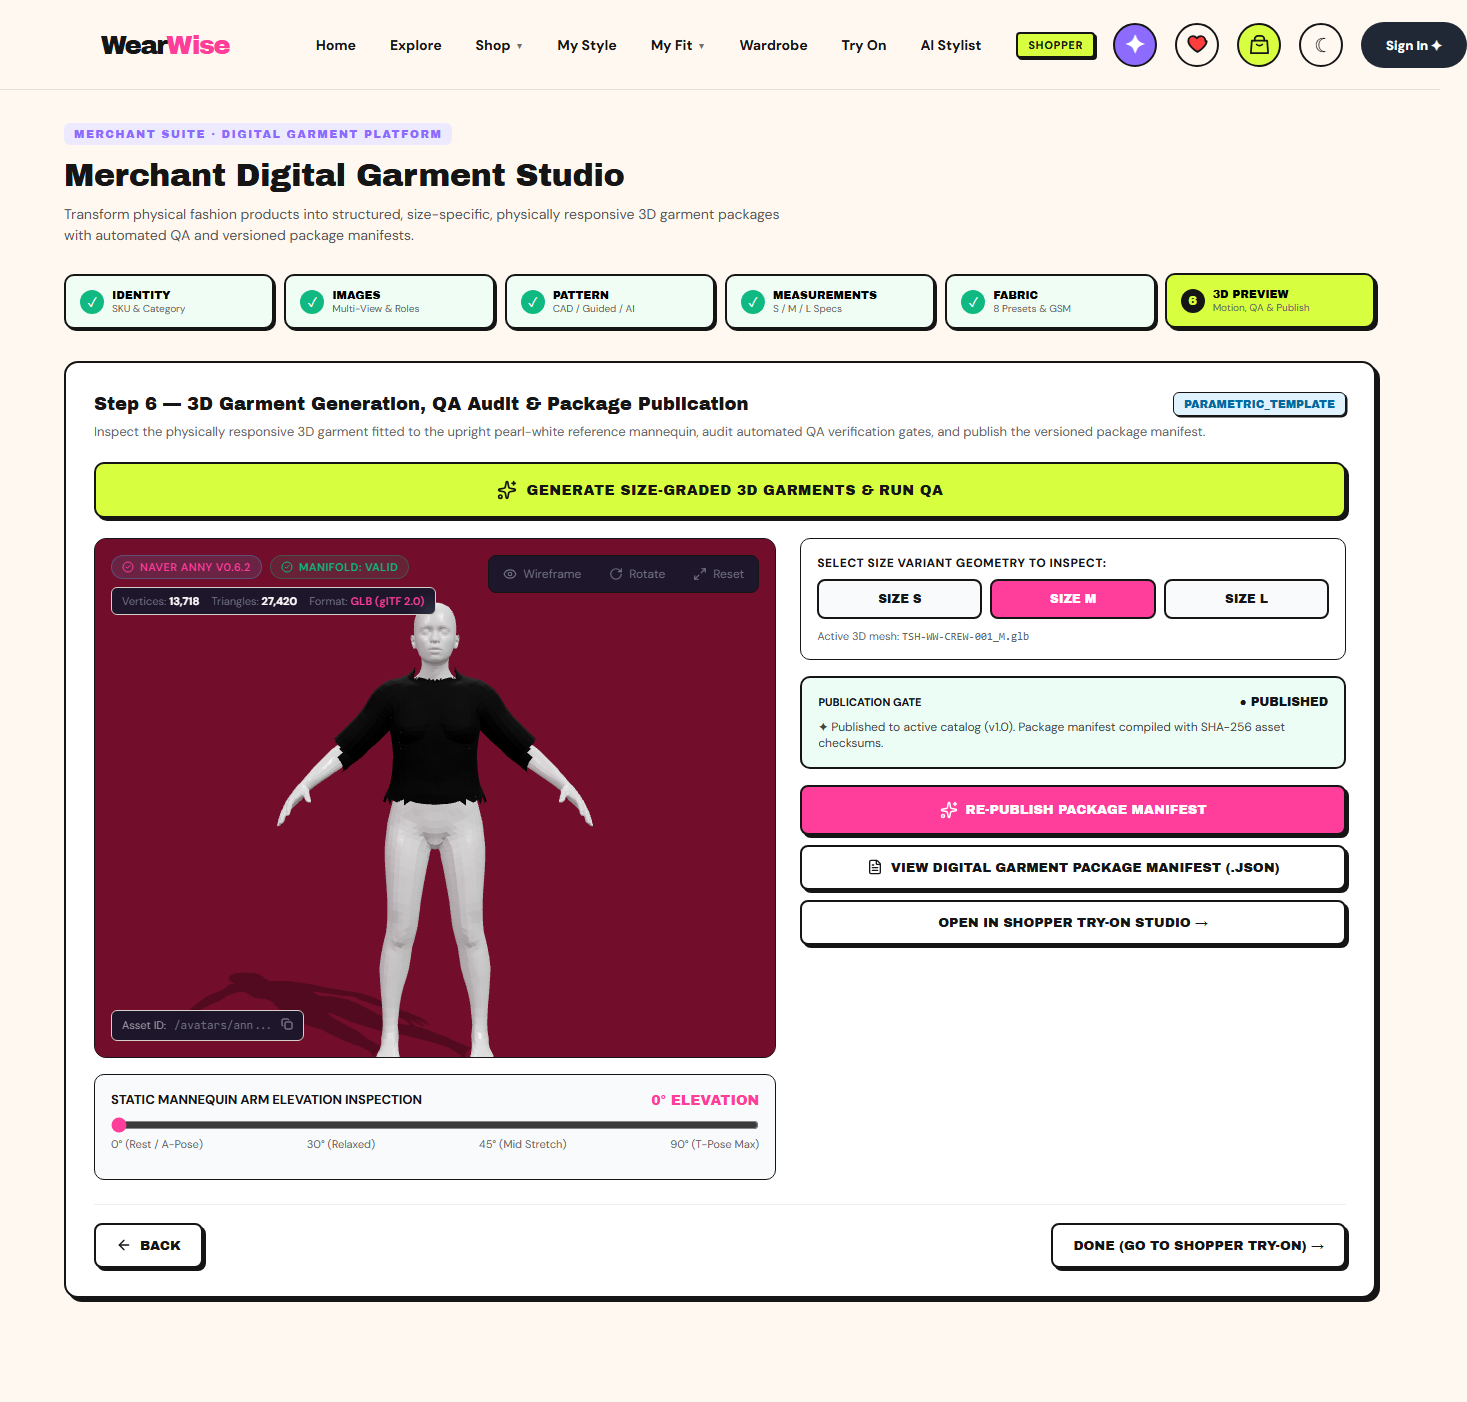 WearWise
Home
Explore
Shop ▾
My Style
My Fit ▾
Wardrobe
Try On
AI Stylist
SHOPPER
Sign In ✦
MERCHANT SUITE · DIGITAL GARMENT PLATFORM
Merchant Digital Garment Studio
Transform physical fashion products into structured, size-specific, physically responsive 3D garment packages
with automated QA and versioned package manifests.
✓ IDENTITY
SKU & Category
✓ IMAGES
Multi-View & Roles
✓ PATTERN
CAD / Guided / AI
✓ MEASUREMENTS
S / M / L Specs
✓ FABRIC
8 Presets & GSM
6 3D PREVIEW
Motion, QA & Publish
Step 6 — 3D Garment Generation, QA Audit & Package Publication
PARAMETRIC_TEMPLATE
Inspect the physically responsive 3D garment fitted to the upright pearl-white reference mannequin, audit automated QA verification gates, and publish the versioned package manifest.
GENERATE SIZE-GRADED 3D GARMENTS & RUN QA
NAVER ANNY V0.6.2
MANIFOLD: VALID
Wireframe
Rotate
Reset
Vertices: 13,718 Triangles: 27,420 Format: GLB (glTF 2.0)
Asset ID: /avatars/ann...
STATIC MANNEQUIN ARM ELEVATION INSPECTION
0° ELEVATION
0° (Rest / A-Pose)
30° (Relaxed)
45° (Mid Stretch)
90° (T-Pose Max)
SELECT SIZE VARIANT GEOMETRY TO INSPECT:
SIZE S
SIZE M
SIZE L
Active 3D mesh: TSH-WW-CREW-001_M.glb
PUBLICATION GATE
● PUBLISHED
✦ Published to active catalog (v1.0). Package manifest compiled with SHA-256 asset
checksums.
RE-PUBLISH PACKAGE MANIFEST
VIEW DIGITAL GARMENT PACKAGE MANIFEST (.JSON)
OPEN IN SHOPPER TRY-ON STUDIO →
← BACK
DONE (GO TO SHOPPER TRY-ON) →